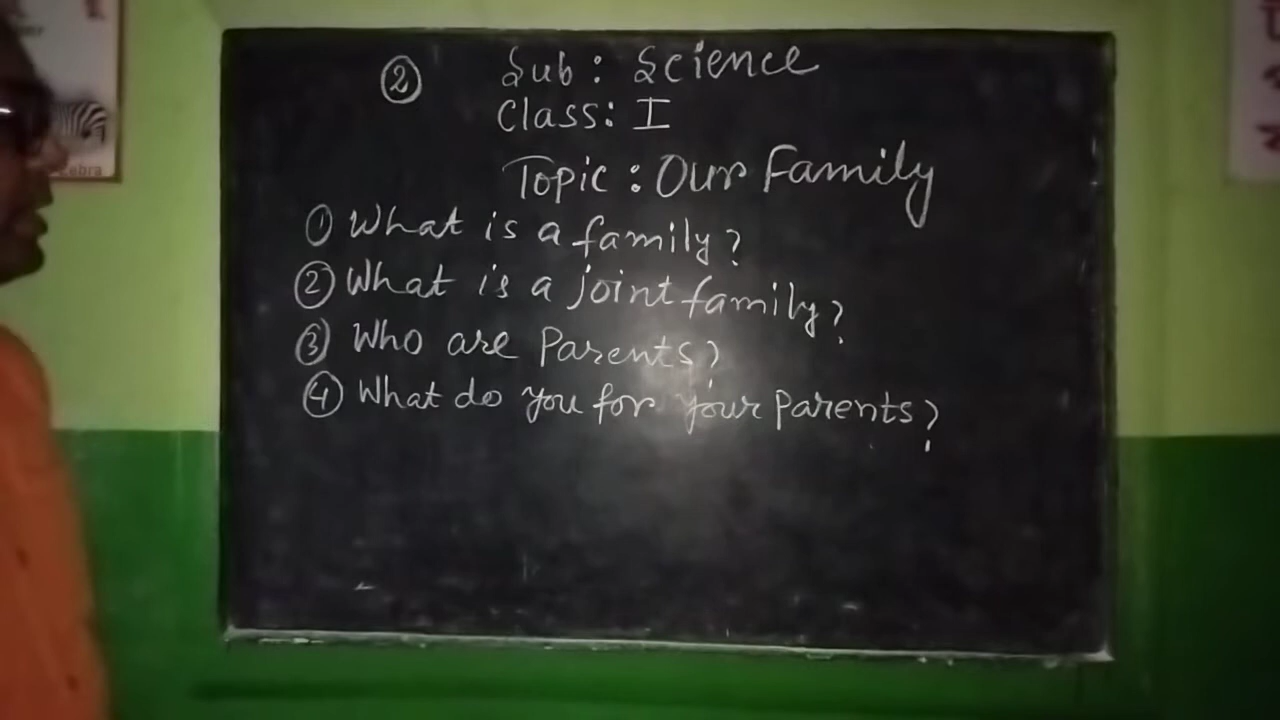 ② Sub : Science
Class: I
Topic : Our Family
① What is a family?
② What is a joint family?
③ Who are Parents?
④ What do you for your parents?